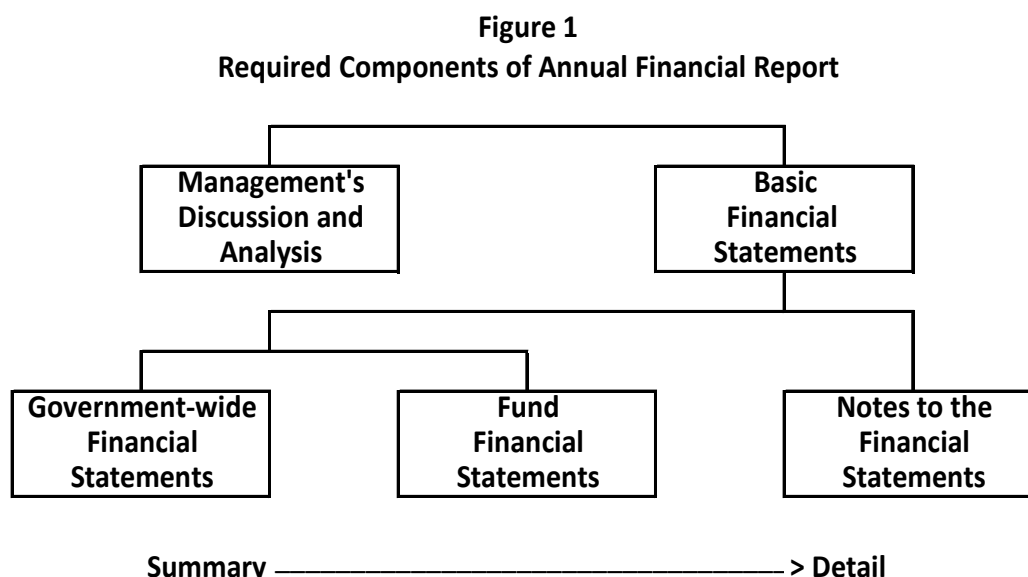 Figure 1
Required Components of Annual Financial Report
Management's
Discussion and
Analysis
Basic
Financial
Statements
Government-wide
Financial
Statements
Fund
Financial
Statements
Notes to the
Financial
Statements
Summary > Detail